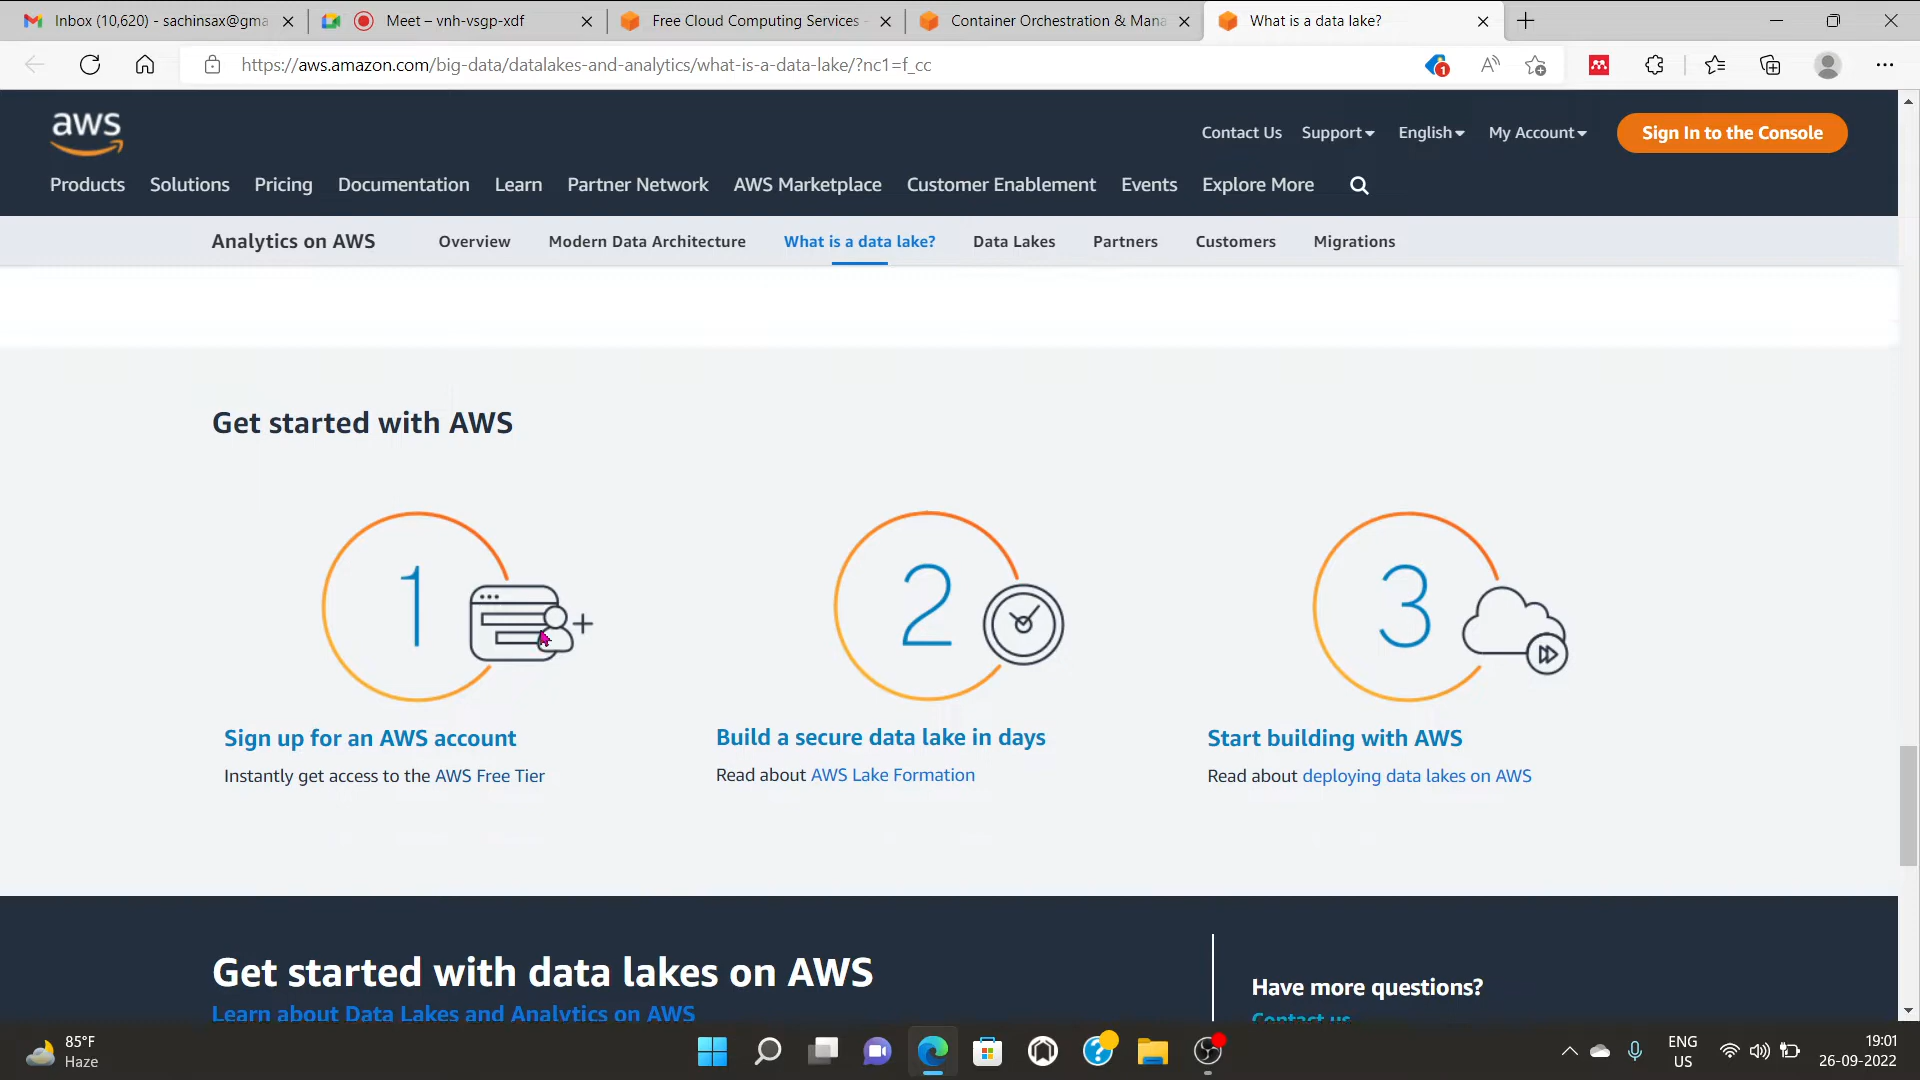 Inbox (10,620) - sachinsax@gma
Meet – vnh-vsgp-xdf
Free Cloud Computing Services -
Container Orchestration & Mana
What is a data lake?
https://aws.amazon.com/big-data/datalakes-and-analytics/what-is-a-data-lake/?nc1=f_cc
1
aws
Contact Us
Support
English
My Account
Sign In to the Console
Products
Solutions
Pricing
Documentation
Learn
Partner Network
AWS Marketplace
Customer Enablement
Events
Explore More
Analytics on AWS
Overview
Modern Data Architecture
What is a data lake?
Data Lakes
Partners
Customers
Migrations
Get started with AWS
1
2
3
Sign up for an AWS account
Instantly get access to the AWS Free Tier
Build a secure data lake in days
Read about AWS Lake Formation
Start building with AWS
Read about deploying data lakes on AWS
Get started with data lakes on AWS
Learn about Data Lakes and Analytics on AWS
Have more questions?
Contact us
85°F
Haze
ENG
US
19:01
26-09-2022